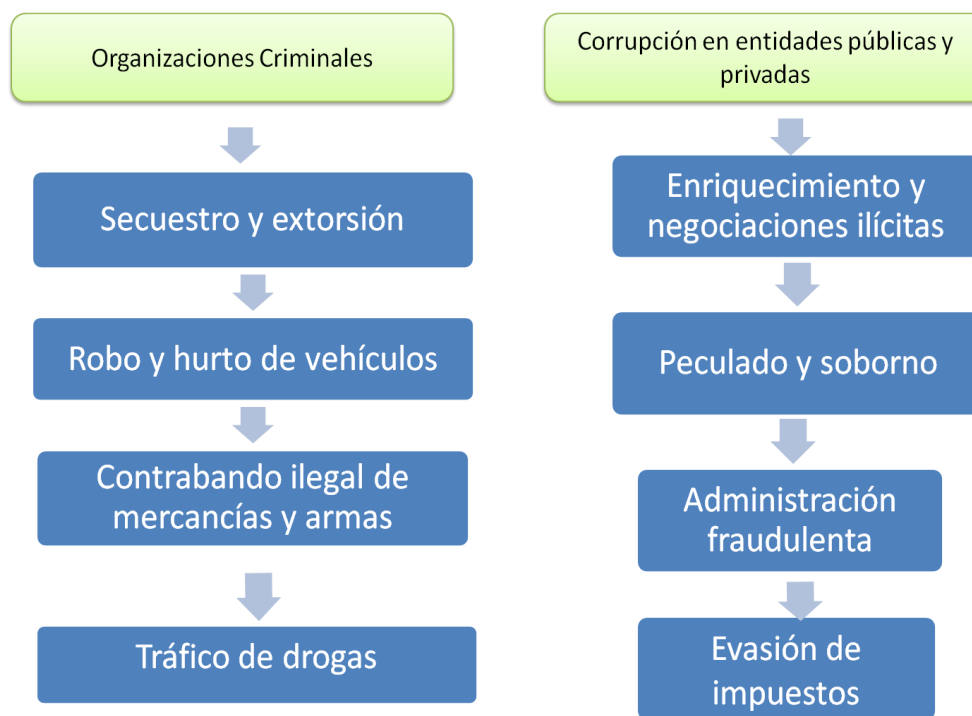 Organizaciones Criminales
Secuestro y extorsión
Robo y hurto de vehículos
Contrabando ilegal de
mercancías y armas
Tráfico de drogas
Corrupción en entidades públicas y
privadas
Enriquecimiento y
negociaciones ilícitas
Peculado y soborno
Administración
fraudulenta
Evasión de
impuestos